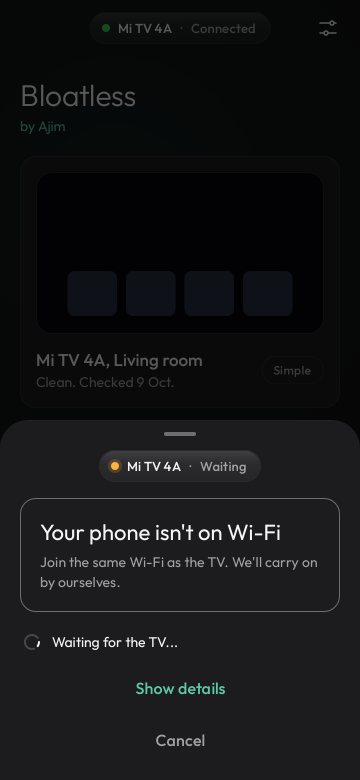 Mi TV 4A · Connected
Bloatless
by Ajim
Mi TV 4A, Living room
Clean. Checked 9 Oct.
Simple
Mi TV 4A · Waiting
Your phone isn't on Wi-Fi
Join the same Wi-Fi as the TV. We'll carry on
by ourselves.
Waiting for the TV...
Show details
Cancel